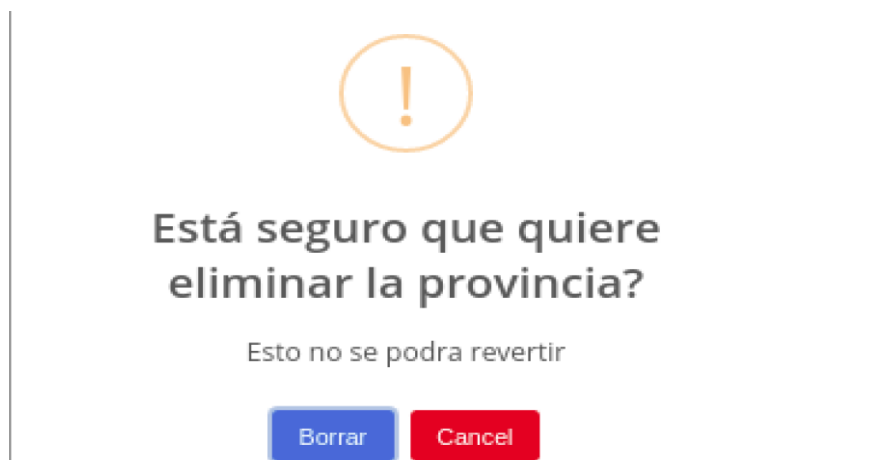 !
Está seguro que quiere
eliminar la provincia?
Esto no se podra revertir
Borrar Cancel